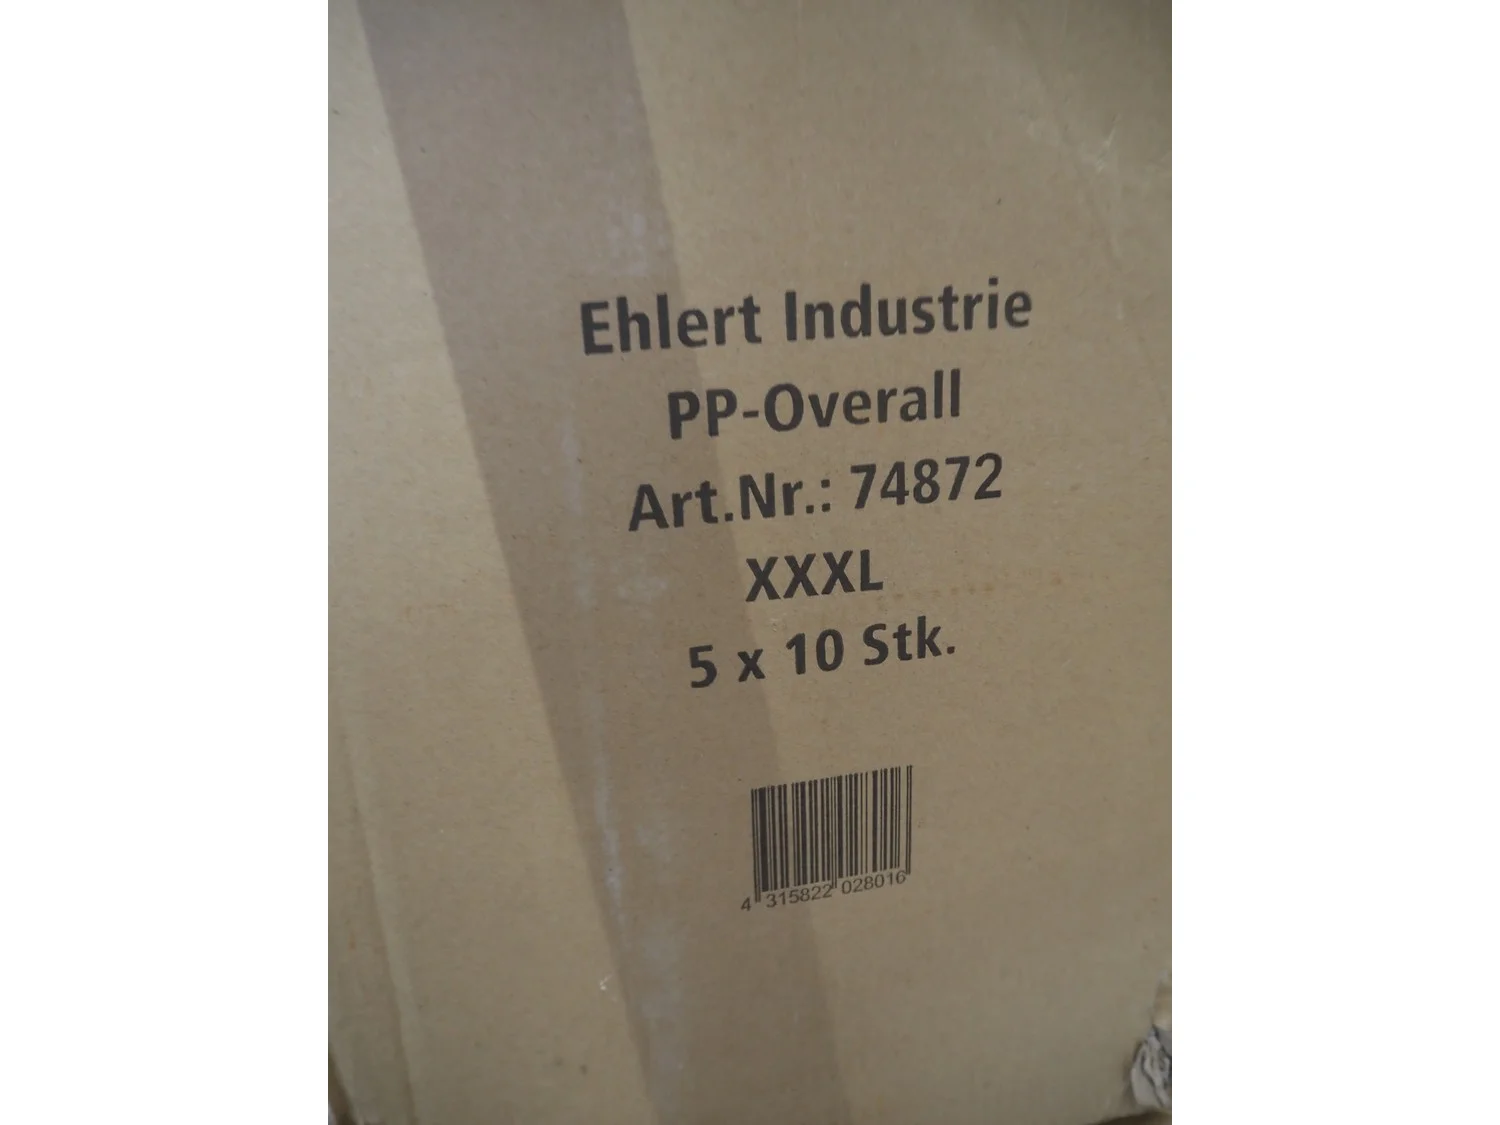 Ehlert Industrie
PP-Overall
Art.Nr.: 74872
XXXL
5 x 10 Stk.
4 315822 028016